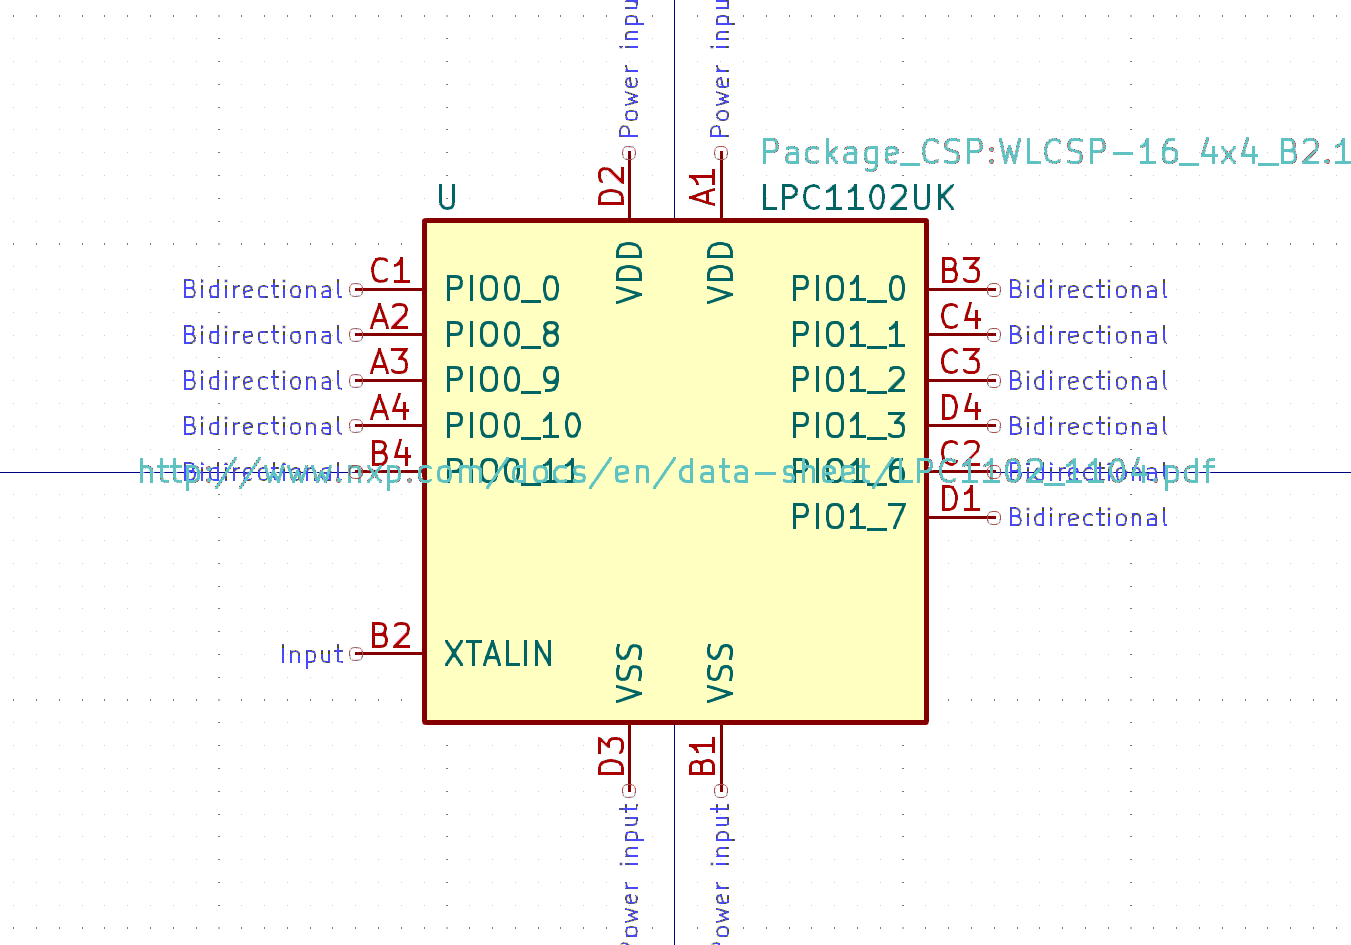 Power input
Power input
D2
A1
Package_CSP:WLCSP-16_4x4_B2.1
U
LPC1102UK
VDD
VDD
Bidirectional C1 PIO0_0 PIO1_0 B3 Bidirectional
Bidirectional A2 PIO0_8 PIO1_1 C4 Bidirectional
Bidirectional A3 PIO0_9 PIO1_2 C3 Bidirectional
Bidirectional A4 PIO0_10 PIO1_3 D4 Bidirectional
Bidirectional B4 PIO0_11 PIO1_6 C2 Bidirectional
http://www.nxp.com/docs/en/data-sheet/LPC1102_1104.pdf
PIO1_7 D1 Bidirectional
Input B2 XTALIN
VSS
VSS
D3
B1
Power input
Power input